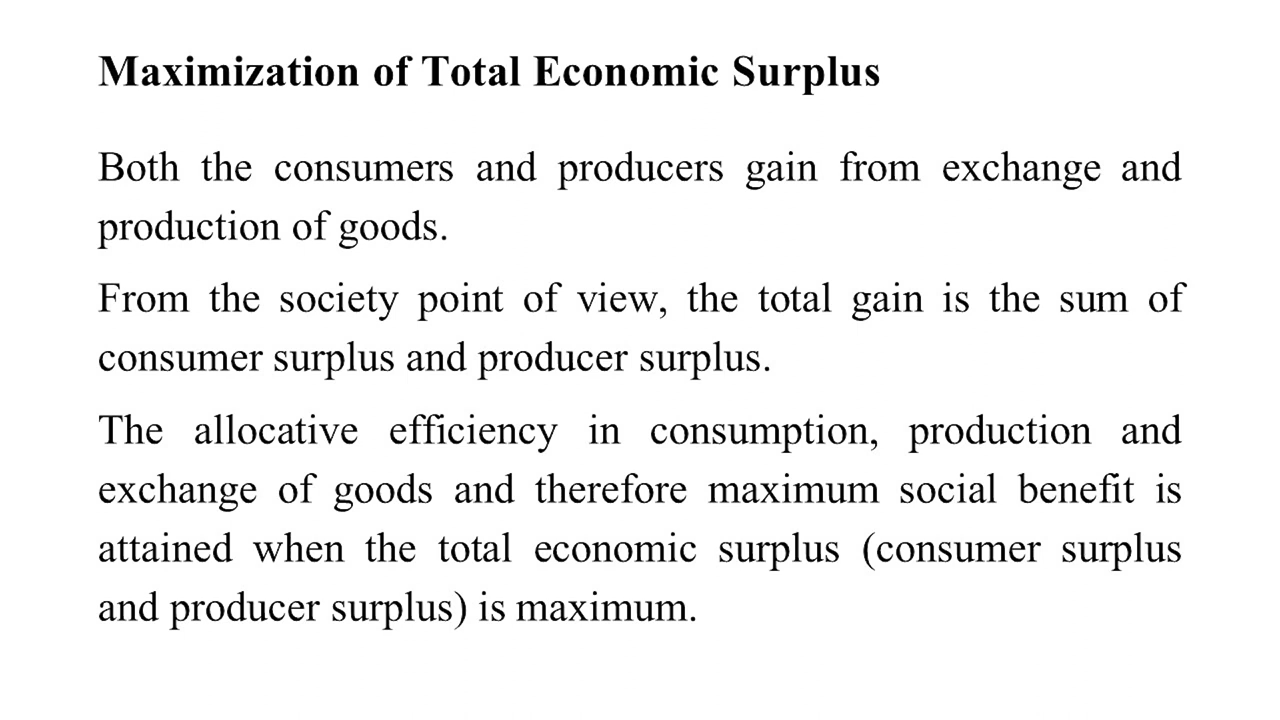 Maximization of Total Economic Surplus
Both the consumers and producers gain from exchange and
production of goods.
From the society point of view, the total gain is the sum of
consumer surplus and producer surplus.
The allocative efficiency in consumption, production and
exchange of goods and therefore maximum social benefit is
attained when the total economic surplus (consumer surplus
and producer surplus) is maximum.